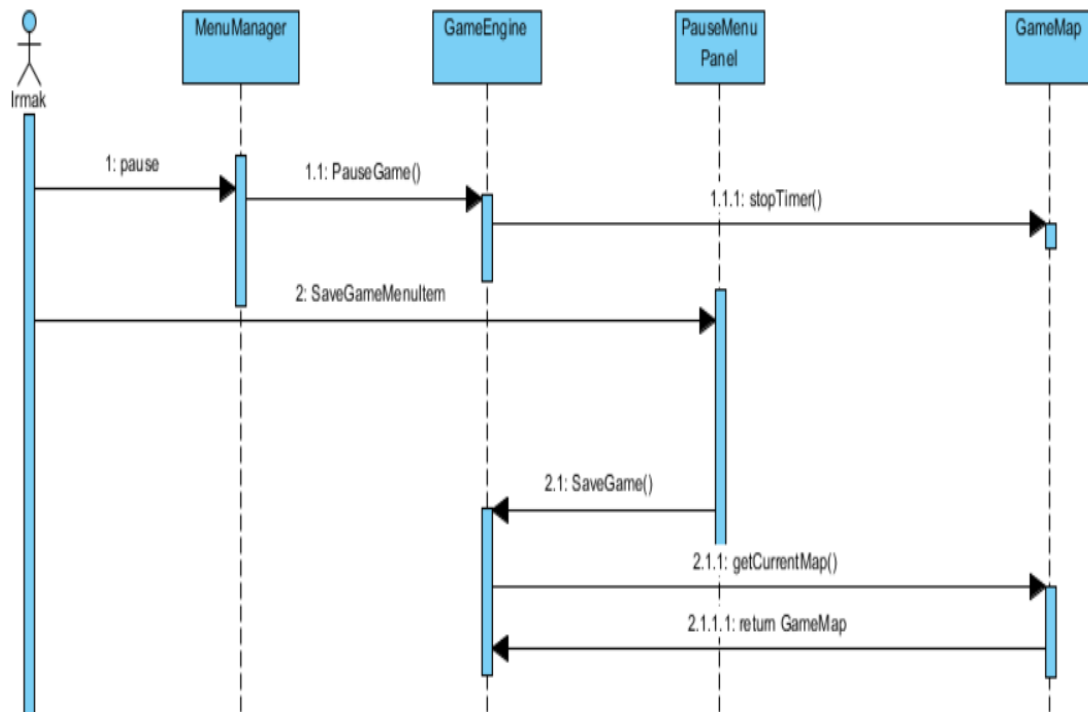 MenuManager
GameEngine
PauseMenu
Panel
GameMap
Irmak
1: pause
1.1: PauseGame()
1.1.1: stopTimer()
2: SaveGameMenuItem
2.1: SaveGame()
2.1.1: getCurrentMap()
2.1.1.1: return GameMap